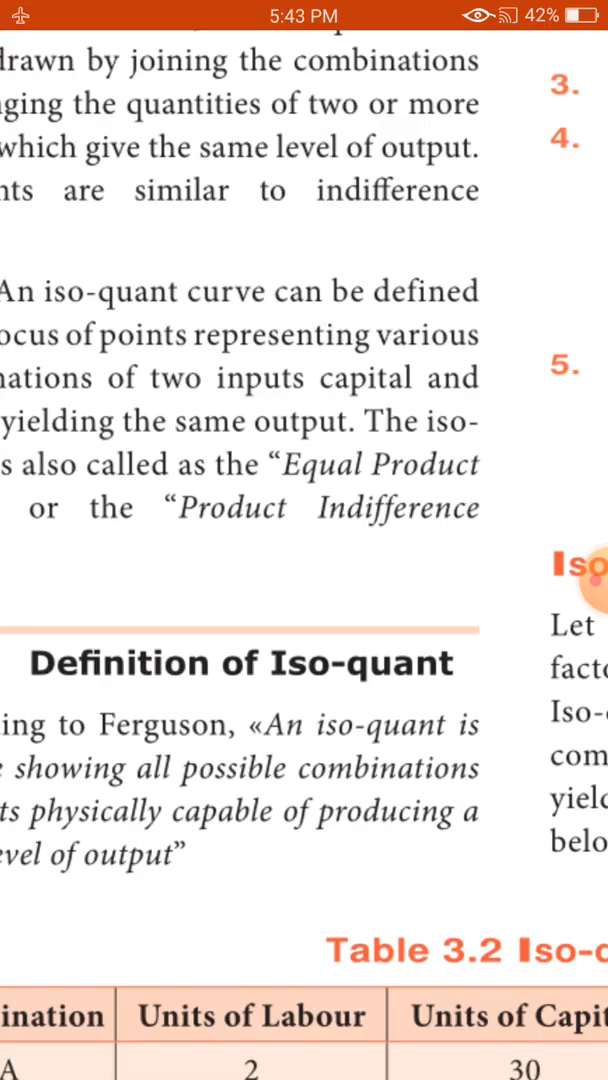 5:43 PM
42%
drawn by joining the combinations
ging the quantities of two or more
which give the same level of output.
nts are similar to indifference
An iso-quant curve can be defined
ocus of points representing various
nations of two inputs capital and
yielding the same output. The iso-
s also called as the “Equal Product
or the “Product Indifference
Definition of Iso-quant
ing to Ferguson, «An iso-quant is
showing all possible combinations
ts physically capable of producing a
evel of output”
3.
4.
5.
Iso
Let
facto
Iso-
com
yield
belo
Table 3.2 Iso-
ination Units of Labour Units of Capit
A 2 30